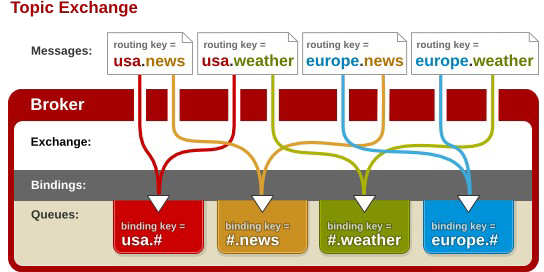 Topic Exchange
Messages:
routing key =
usa.news
routing key =
usa.weather
routing key =
europe.news
routing key =
europe.weather
Broker
Exchange:
Bindings:
Queues:
binding key =
usa.#
binding key =
#.news
binding key =
#.weather
binding key =
europe.#